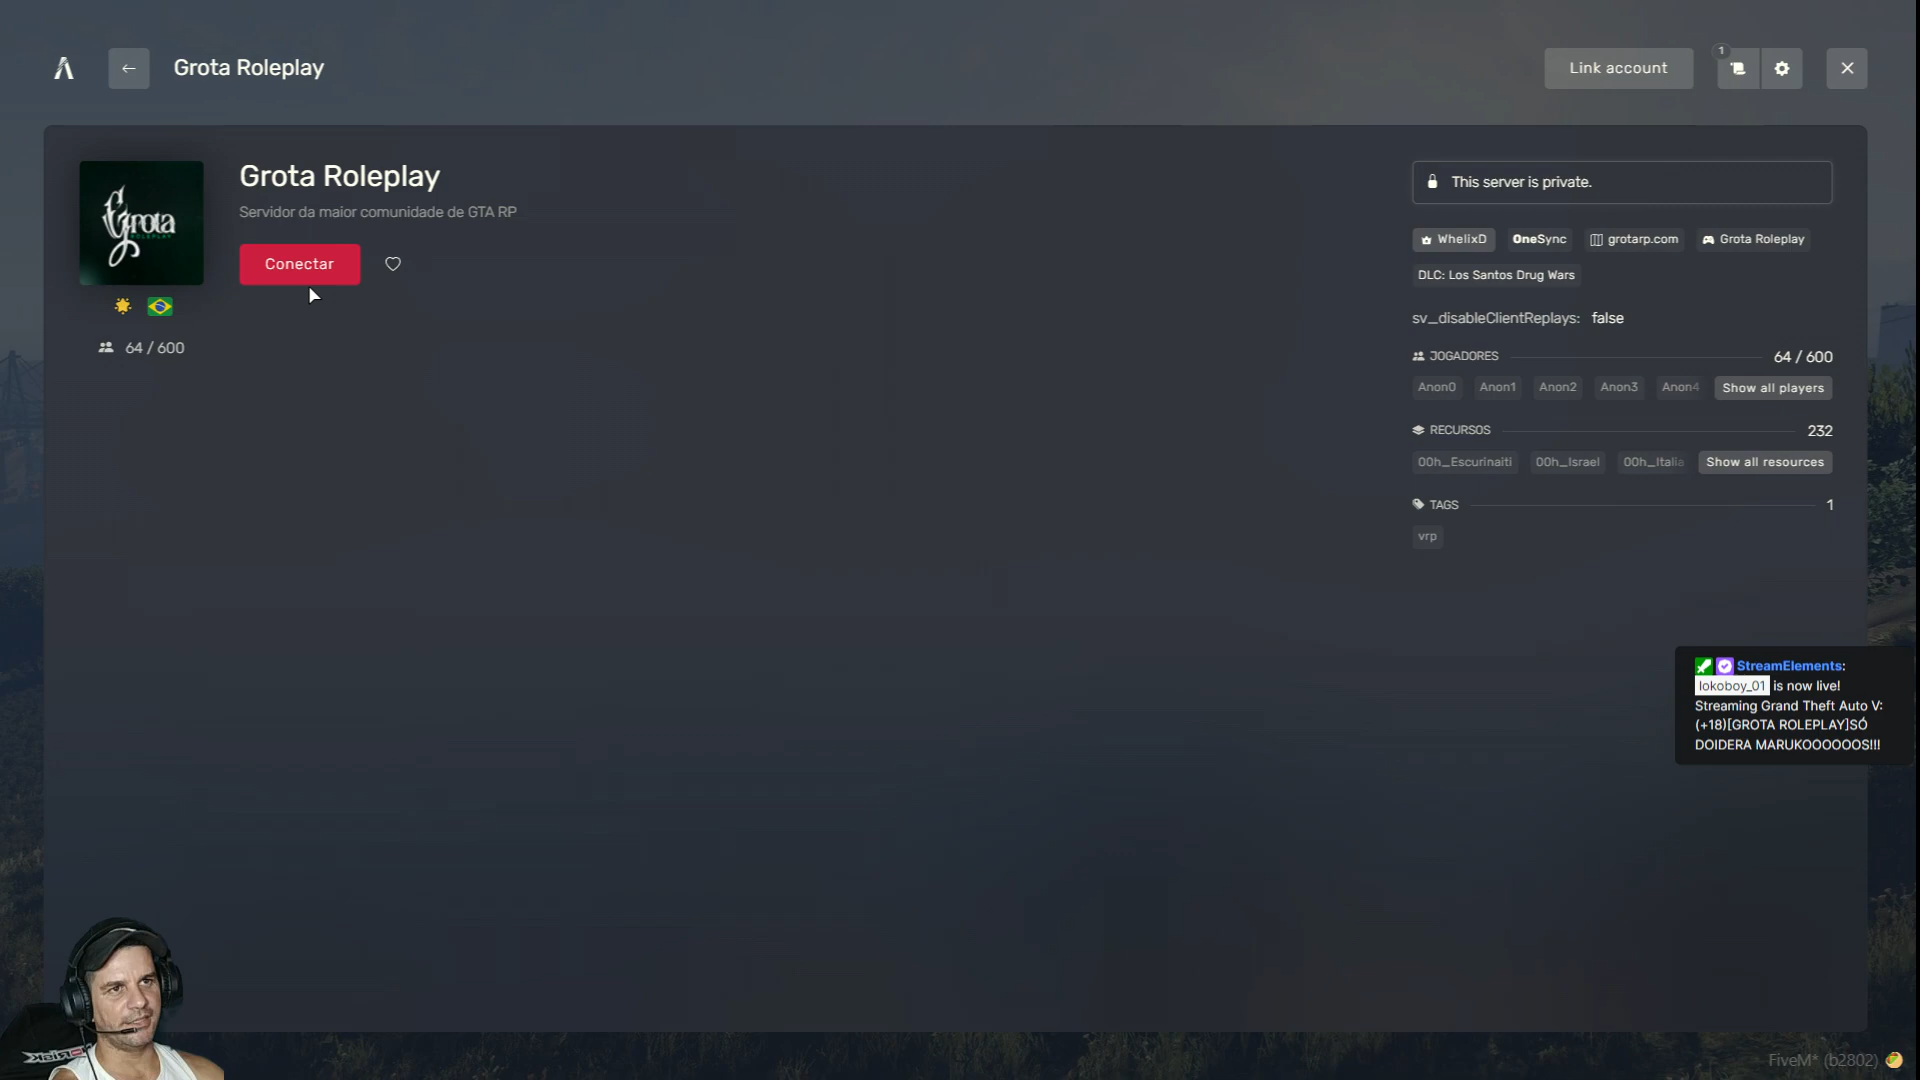 Grota Roleplay
Link account
1
Grota
ROLEPLAY
Grota Roleplay
Servidor da maior comunidade de GTA RP
Conectar
64 / 600
This server is private.
WhelixD
OneSync
grotarp.com
Grota Roleplay
DLC: Los Santos Drug Wars
sv_disableClientReplays: false
JOGADORES
64 / 600
Anon0
Anon1
Anon2
Anon3
Anon4
Show all players
RECURSOS
232
00h_Escurinaiti
00h_Israel
00h_Italia
Show all resources
TAGS
1
vrp
StreamElements:
lokoboy_01 is now live!
Streaming Grand Theft Auto V:
(+18)[GROTA ROLEPLAY]SÓ
DOIDERA MARUKOOOOOOS!!!
FiveM* (b2802)